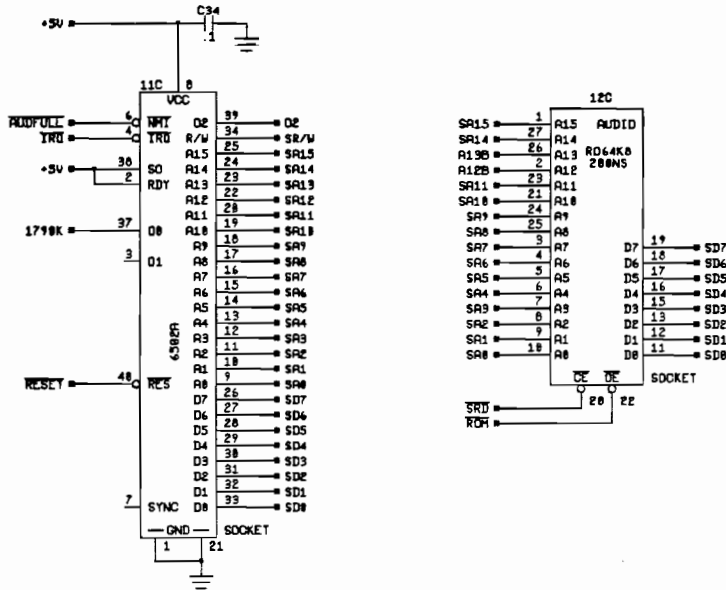 +5V C34
.1
11C 8
VCC
AUDFULL 6 NMI O2 39 O2
IRQ 4 IRQ R/W 34 SR/W
A15 25 SA15
+5V 38 SO A14 24 SA14
2 RDY A13 23 SA13
A12 22 SA12
A11 20 SA11
1790K 37 O0 A10 19 SA10
A9 18 SA9
3 O1 A8 17 SA8
A7 16 SA7
A6 15 SA6
A5 14 SA5
A4 13 SA4
A3 12 SA3
A2 11 SA2
A1 10 SA1
RESET 40 RES A0 9 SA0
D7 26 SD7
D6 27 SD6
D5 28 SD5
D4 29 SD4
D3 30 SD3
D2 31 SD2
D1 32 SD1
7 SYNC D0 33 SD0
6502A
GND SOCKET
1 21
12C
SA15 1 A15 AUDIO
SA14 27 A14
A13B 26 A13 RO64K8
A12B 2 A12 200NS
SA11 23 A11
SA10 21 A10
SA9 24 A9
SA8 25 A8
SA7 3 A7 D7 19 SD7
SA6 4 A6 D6 18 SD6
SA5 5 A5 D5 17 SD5
SA4 6 A4 D4 16 SD4
SA3 7 A3 D3 15 SD3
SA2 8 A2 D2 13 SD2
SA1 9 A1 D1 12 SD1
SA0 10 A0 D0 11 SD0
CE OE SOCKET
SRD 20 22
ROM